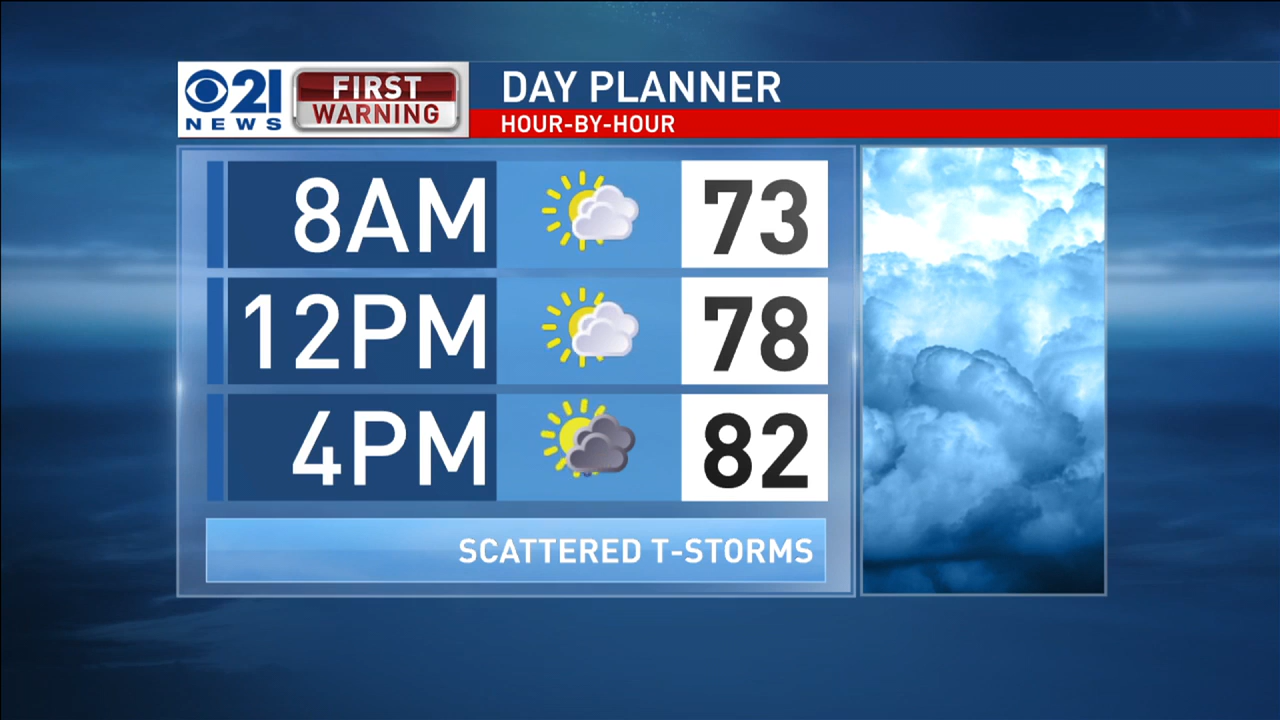 21
NEWS
FIRST
WARNING
DAY PLANNER
HOUR-BY-HOUR
8AM 73
12PM 78
4PM 82
SCATTERED T-STORMS